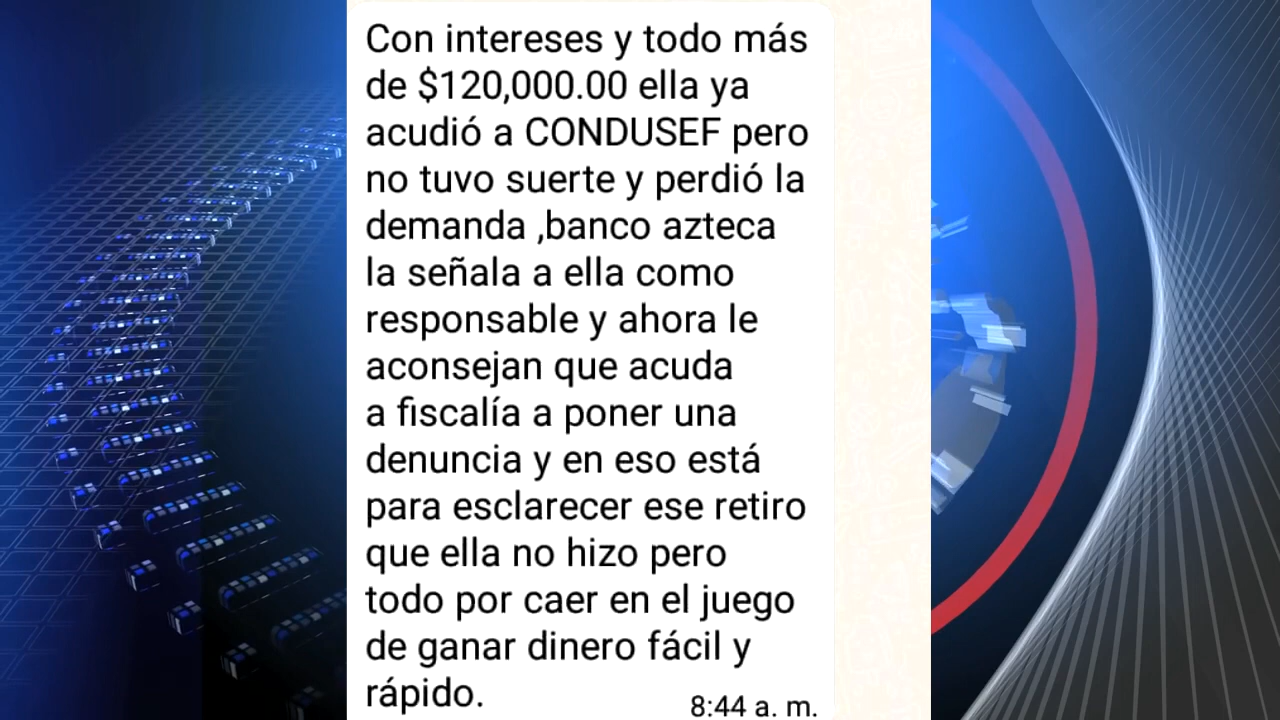 Con intereses y todo más
de $120,000.00 ella ya
acudió a CONDUSEF pero
no tuvo suerte y perdió la
demanda ,banco azteca
la señala a ella como
responsable y ahora le
aconsejan que acuda
a fiscalía a poner una
denuncia y en eso está
para esclarecer ese retiro
que ella no hizo pero
todo por caer en el juego
de ganar dinero fácil y
rápido.
8:44 a. m.